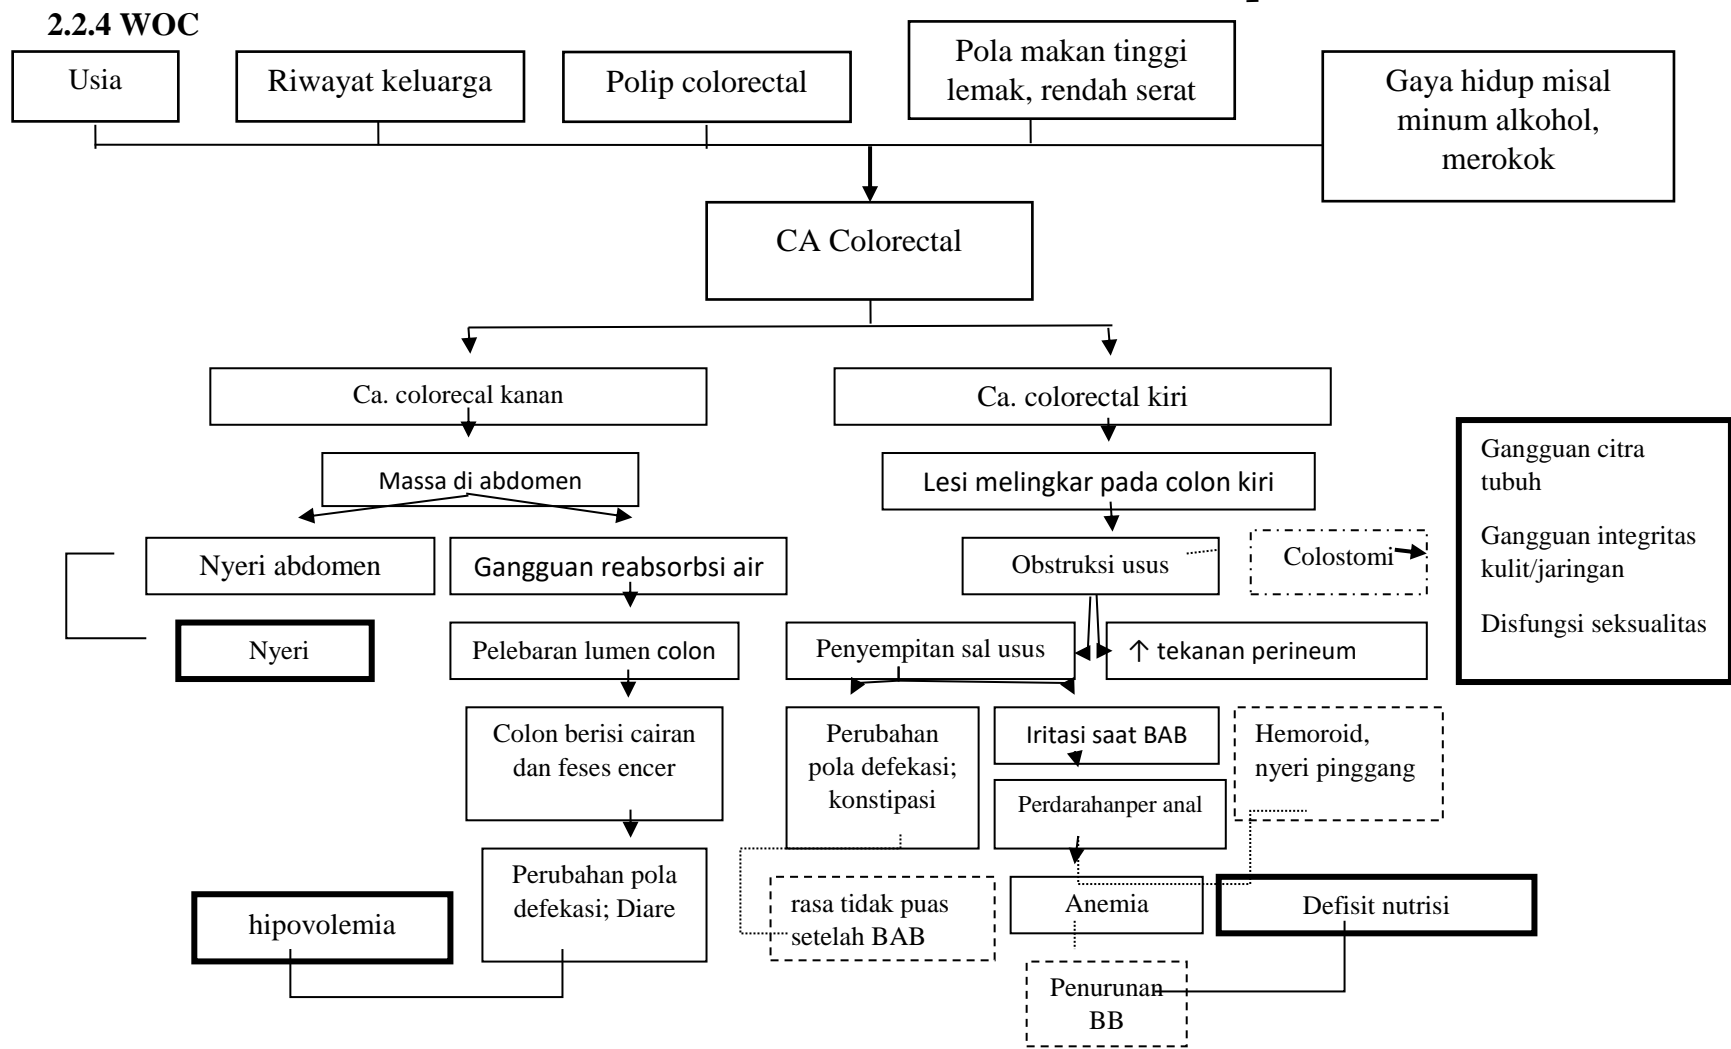 2.2.4 WOC
Usia
Riwayat keluarga
Polip colorectal
Pola makan tinggi
lemak, rendah serat
Gaya hidup misal
minum alkohol,
merokok
CA Colorectal
Ca. colorecal kanan
Ca. colorectal kiri
Massa di abdomen
Lesi melingkar pada colon kiri
Gangguan citra
tubuh
Gangguan integritas
kulit/jaringan
Disfungsi seksualitas
Nyeri abdomen
Gangguan reabsorbsi air
Obstruksi usus
Colostomi
Nyeri
Pelebaran lumen colon
Penyempitan sal usus
↑ tekanan perineum
Colon berisi cairan
dan feses encer
Perubahan
pola defekasi;
konstipasi
Iritasi saat BAB
Hemoroid,
nyeri pinggang
Perdarahanper anal
hipovolemia
Perubahan pola
defekasi; Diare
rasa tidak puas
setelah BAB
Anemia
Defisit nutrisi
Penurunan
BB